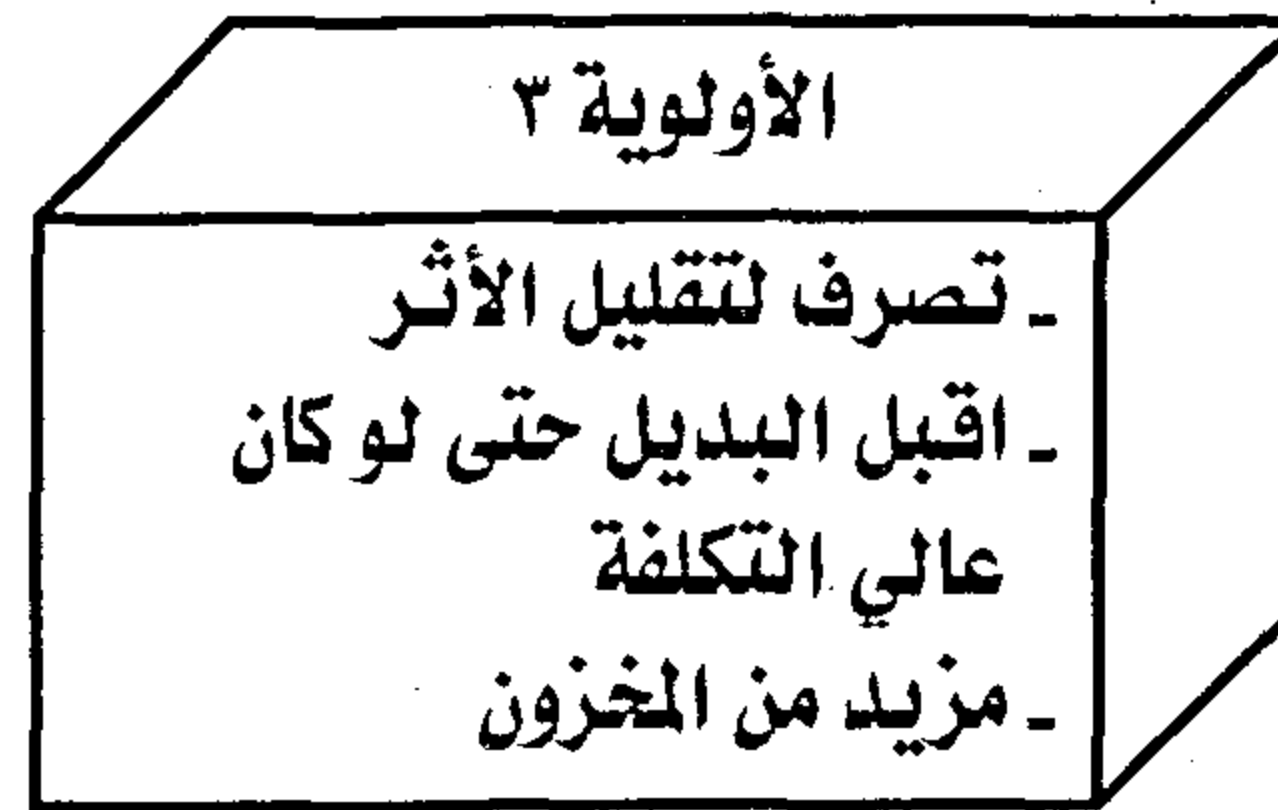 الأولوية ٣
ـ تصرف لتقليل الأثر
ـ اقبل البديل حتى لو كان
عالي التكلفة
ـ مزيد من المخزون